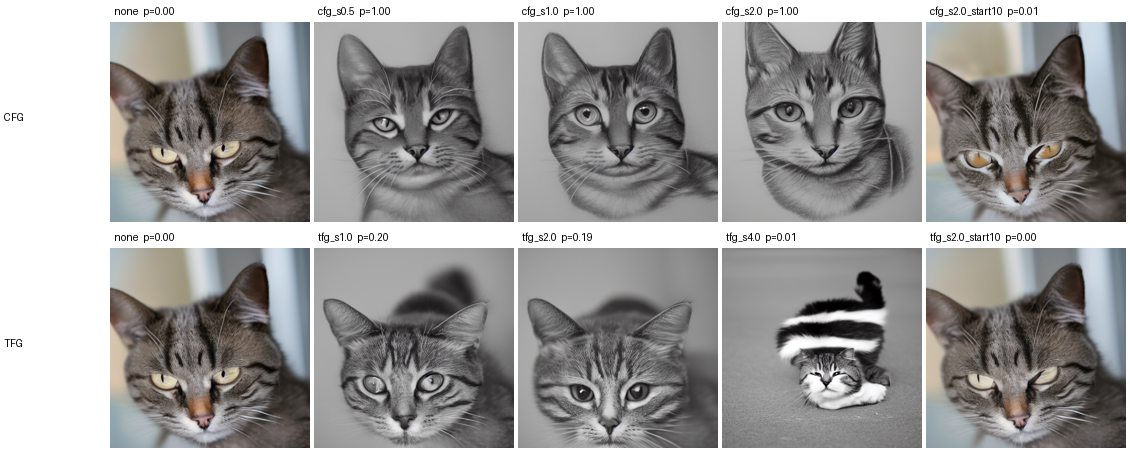 none p=0.00
cfg_s0.5 p=1.00
cfg_s1.0 p=1.00
cfg_s2.0 p=1.00
cfg_s2.0_start10 p=0.01
CFG
none p=0.00
tfg_s1.0 p=0.20
tfg_s2.0 p=0.19
tfg_s4.0 p=0.01
tfg_s2.0_start10 p=0.00
TFG